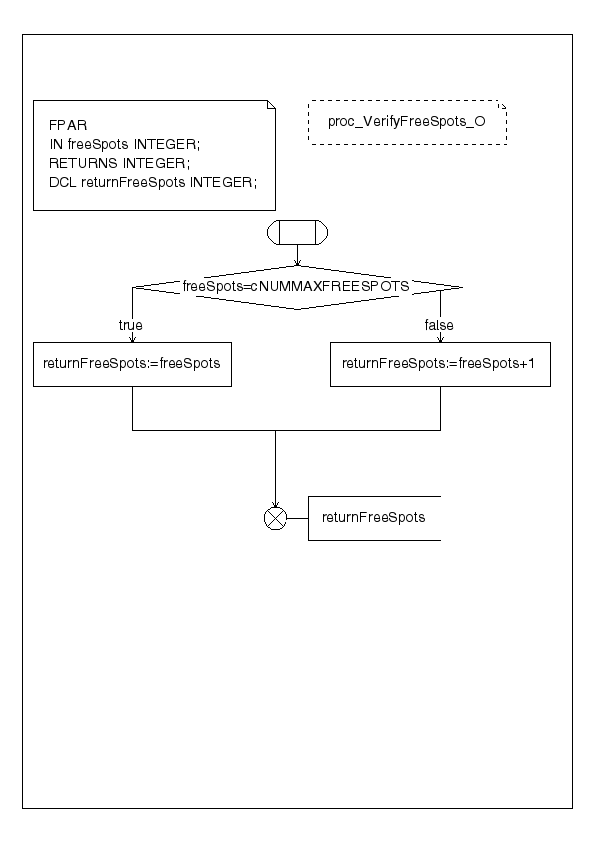 FPAR
IN freeSpots INTEGER;
RETURNS INTEGER;
DCL returnFreeSpots INTEGER;
proc_VerifyFreeSpots_O
freeSpots=cNUMMAXFREESPOTS
true
false
returnFreeSpots:=freeSpots
returnFreeSpots:=freeSpots+1
returnFreeSpots